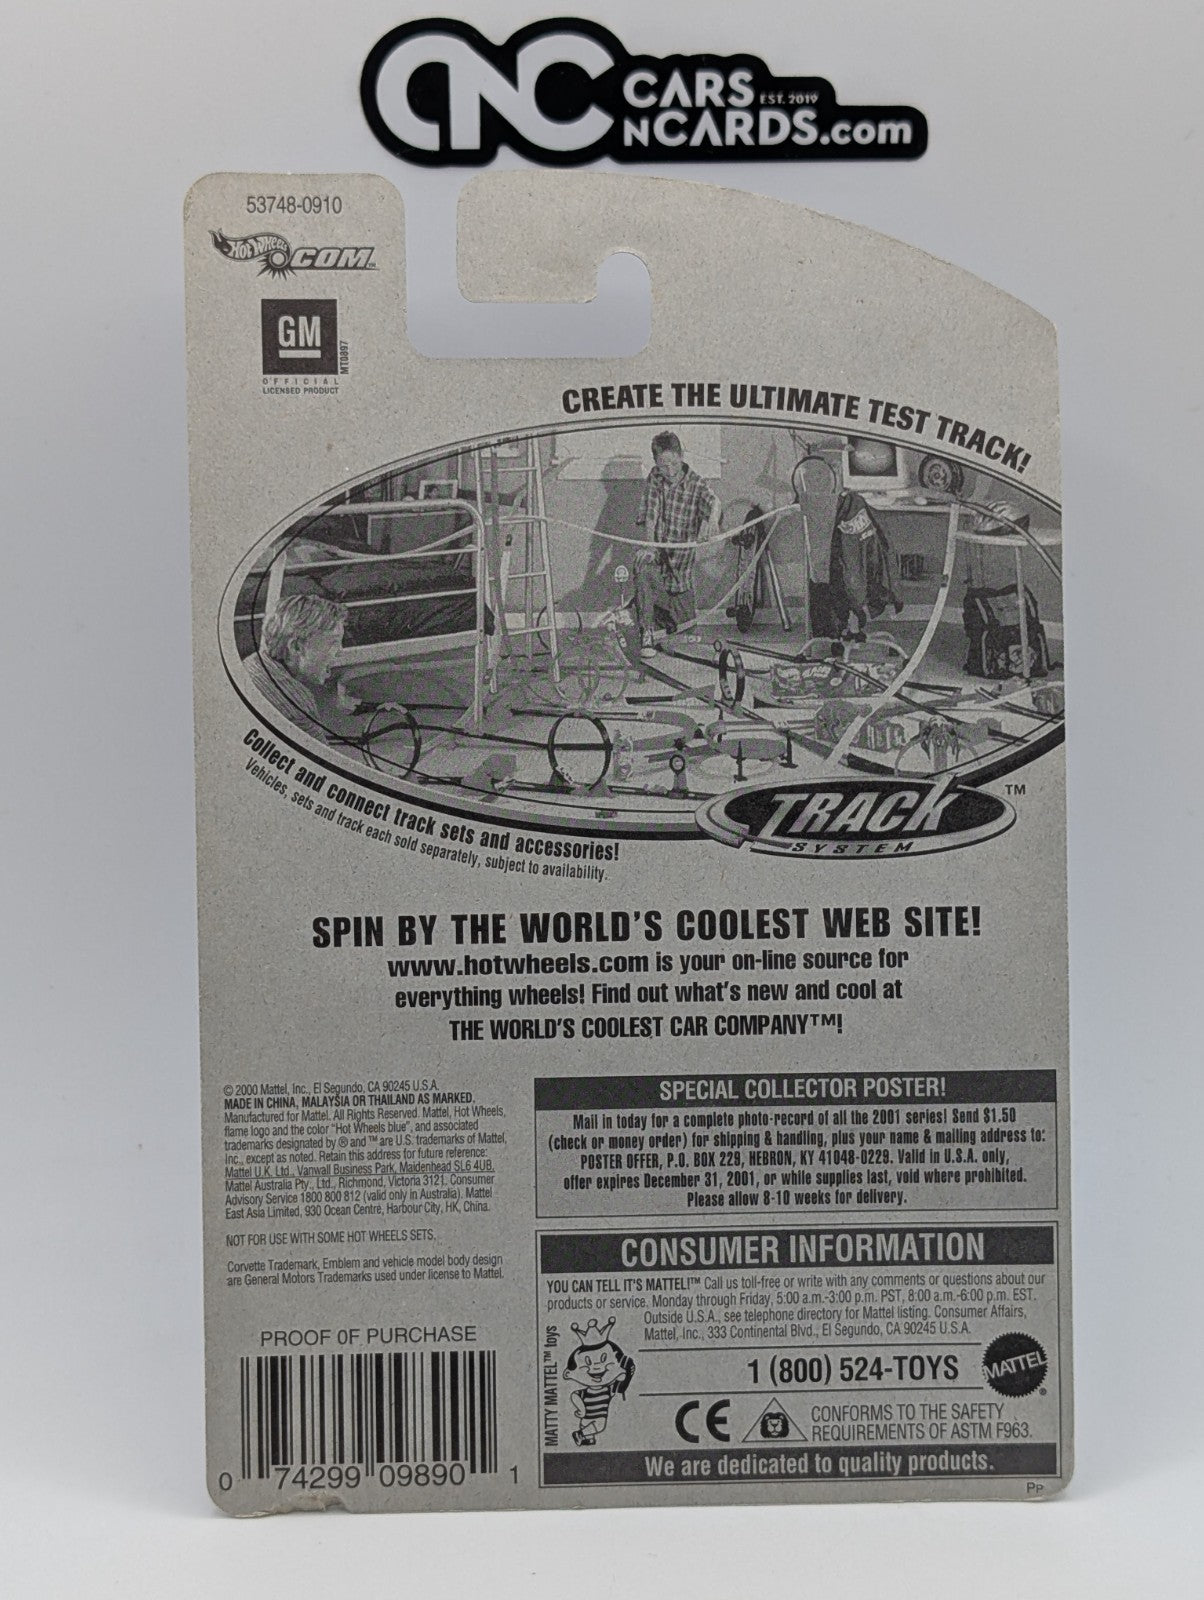 CNC CARS EST. 2019
NCARDS.com
53748-0910
Hot Wheels .COM™
GM
MT0897
OFFICIAL
LICENSED PRODUCT
CREATE THE ULTIMATE TEST TRACK!
Collect and connect track sets and accessories!
Vehicles, sets and track each sold separately, subject to availability.
TRACK ™
SYSTEM
SPIN BY THE WORLD'S COOLEST WEB SITE!
www.hotwheels.com is your on-line source for
everything wheels! Find out what's new and cool at
THE WORLD'S COOLEST CAR COMPANY™!
© 2000 Mattel, Inc., El Segundo, CA 90245 U.S.A.
MADE IN CHINA, MALAYSIA OR THAILAND AS MARKED.
Manufactured for Mattel. All Rights Reserved. Mattel, Hot Wheels,
flame logo and the color "Hot Wheels blue", and associated
trademarks designated by ® and ™ are U.S. trademarks of Mattel,
Inc., except as noted. Retain this address for future reference:
Mattel U.K. Ltd., Vanwall Business Park, Maidenhead SL6 4UB.
Mattel Australia Pty., Ltd., Richmond, Victoria 3121. Consumer
Advisory Service 1800 800 812 (valid only in Australia). Mattel
East Asia Limited, 930 Ocean Centre, Harbour City, HK, China.
NOT FOR USE WITH SOME HOT WHEELS SETS.
Corvette Trademark, Emblem and vehicle model body design
are General Motors Trademarks used under license to Mattel.
PROOF OF PURCHASE
0 74299 09890 1
SPECIAL COLLECTOR POSTER!
Mail in today for a complete photo-record of all the 2001 series! Send $1.50
(check or money order) for shipping & handling, plus your name & mailing address to:
POSTER OFFER, P.O. BOX 229, HEBRON, KY 41048-0229. Valid in U.S.A. only,
offer expires December 31, 2001, or while supplies last, void where prohibited.
Please allow 8-10 weeks for delivery.
CONSUMER INFORMATION
YOU CAN TELL IT'S MATTEL!™ Call us toll-free or write with any comments or questions about our
products or service. Monday through Friday, 5:00 a.m.-3:00 p.m. PST, 8:00 a.m.-6:00 p.m. EST.
Outside U.S.A., see telephone directory for Mattel listing. Consumer Affairs,
Mattel, Inc., 333 Continental Blvd., El Segundo, CA 90245 U.S.A.
MATTY MATTEL™ toys
1 (800) 524-TOYS
MATTEL®
CE
CONFORMS TO THE SAFETY
REQUIREMENTS OF ASTM F963.
We are dedicated to quality products.
PP